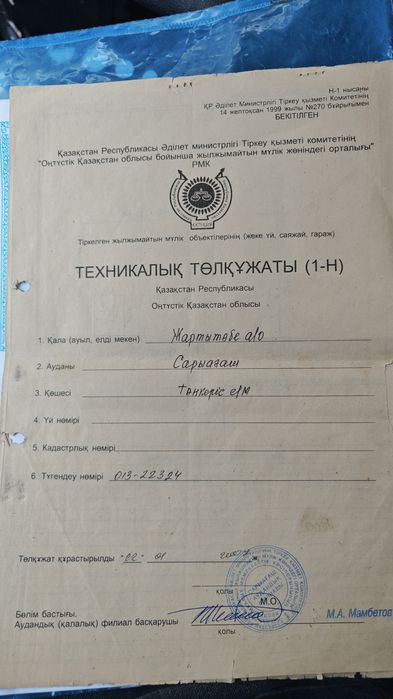 Н-1 нысаны
ҚР Әділет Министрлігі Тіркеу қызметі Комитетінің
14 желтоқсан 1999 жылы №270 бұйрығымен
БЕКІТІЛГЕН
Қазақстан Республикасы Әділет министрлігі Тіркеу қызметі комитетінің
"Оңтүстік Қазақстан облысы бойынша жылжымайтын мүлік жөніндегі орталығы"
РМК
Тіркелген жылжымайтын мүлік объектілерінің (жеке үй, саяжай, гараж)
ТЕХНИКАЛЫҚ ТӨЛҚҰЖАТЫ (1-Н)
Қазақстан Республикасы
Оңтүстік Қазақстан облысы
1. Қала (ауыл, елді мекен) Жартытөбе а/о
2. Ауданы Сарыағаш
3. Көшесі е/м
4. Үй нөмірі
5. Кадастрлық нөмірі
6. Түгендеу нөмірі 013-22324
Төлқұжат құрастырылды "22" 01
қолы
М.О.
Бөлім бастығы,
Аудандық (қалалық) филиал басқарушы М.А. Мамбетов
қолы